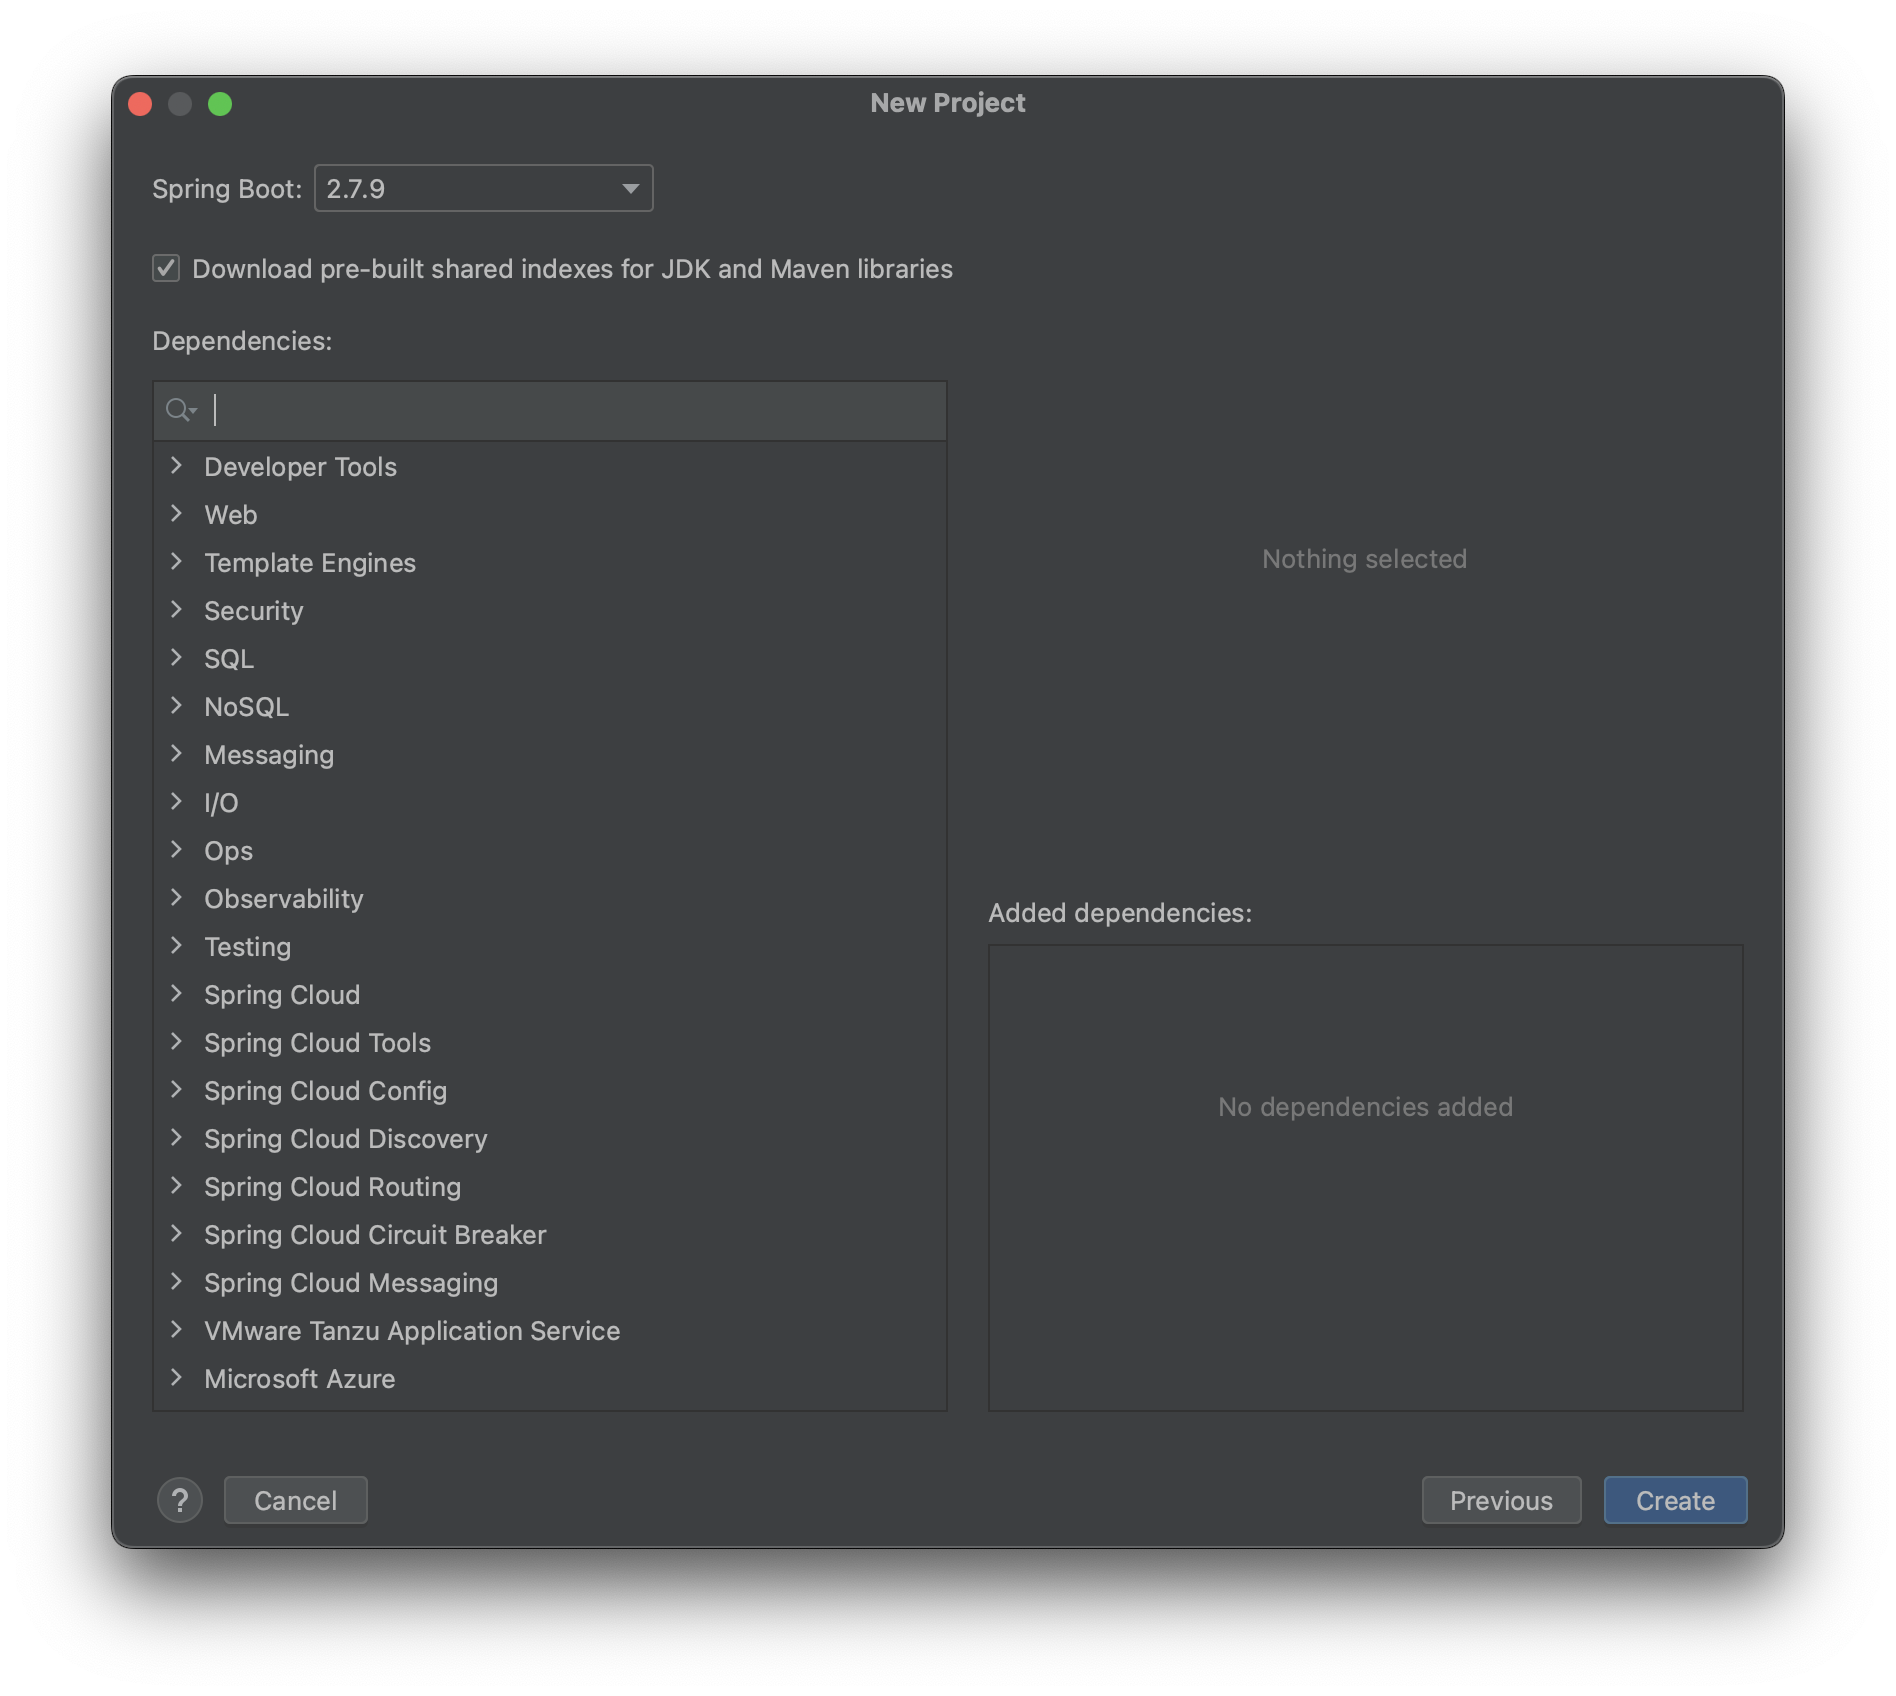 New Project
Spring Boot: 2.7.9
Download pre-built shared indexes for JDK and Maven libraries
Dependencies:
Developer Tools
Web
Template Engines
Security
SQL
NoSQL
Messaging
I/O
Ops
Observability
Testing
Spring Cloud
Spring Cloud Tools
Spring Cloud Config
Spring Cloud Discovery
Spring Cloud Routing
Spring Cloud Circuit Breaker
Spring Cloud Messaging
VMware Tanzu Application Service
Microsoft Azure
Nothing selected
Added dependencies:
No dependencies added
? Cancel Previous Create